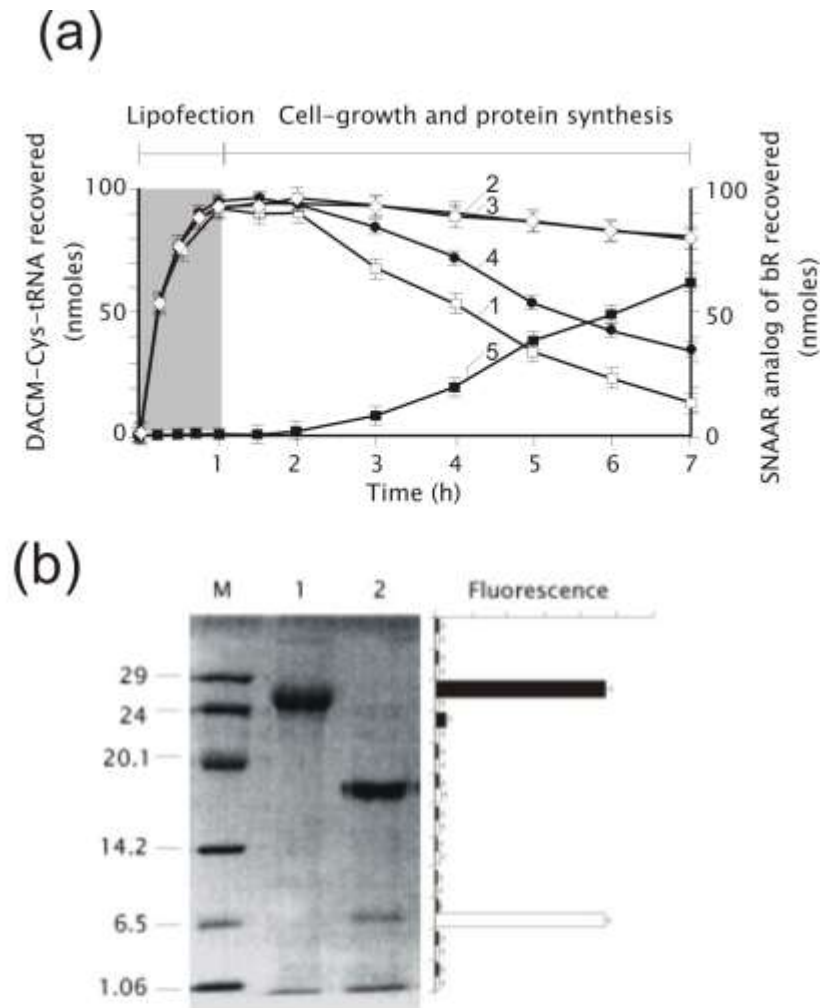 (a)
Lipofection Cell-growth and protein synthesis
DACM-Cys-tRNA recovered
(nmoles)
100
50
0
2
3
4
1
5
100
50
0
SNAAR analog of bR recovered
(nmoles)
1 2 3 4 5 6 7
Time (h)
(b)
M 1 2 Fluorescence
29
24
20.1
14.2
6.5
1.06